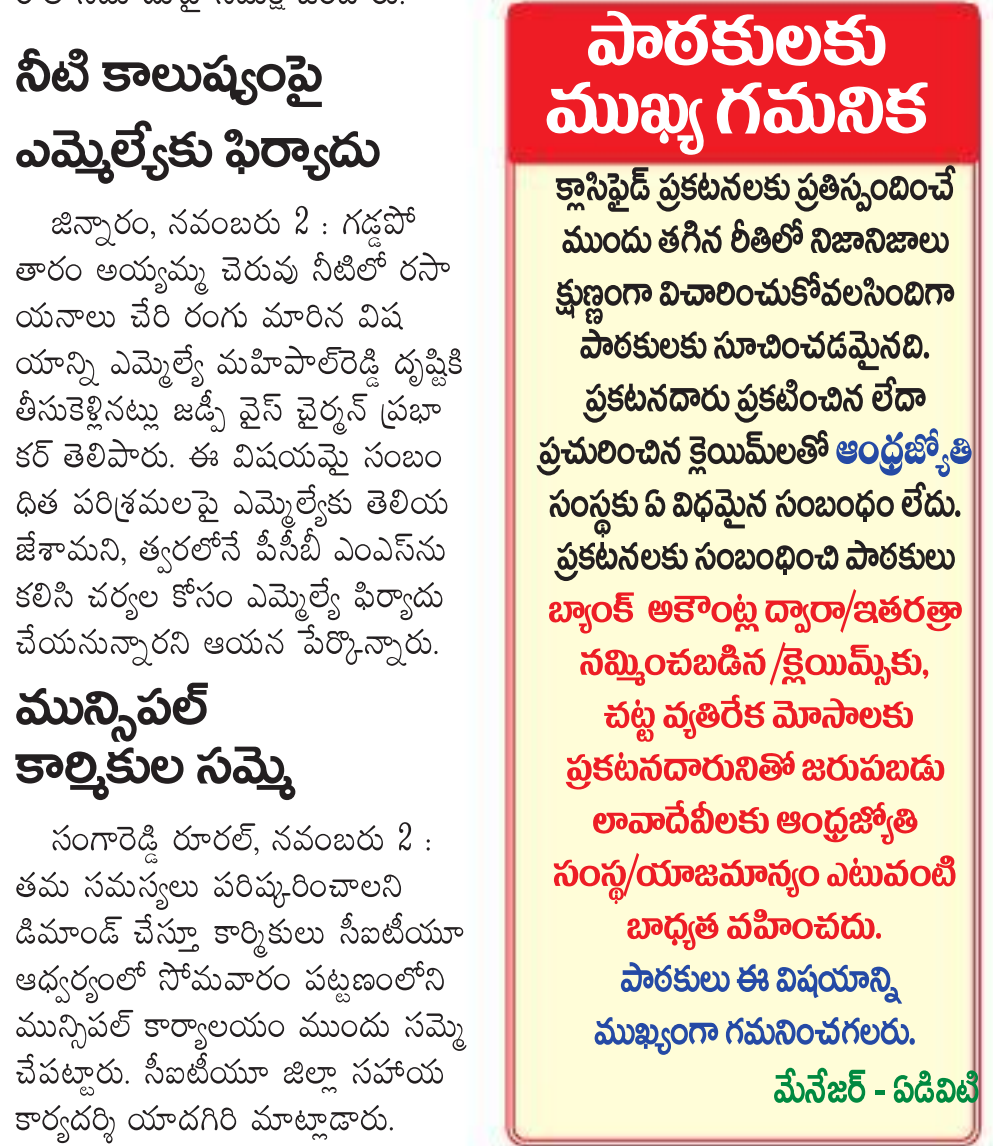 నీటి కాలుష్యంపై
ఎమ్మెల్యేకు ఫిర్యాదు
జిన్నారం, నవంబరు 2 : గడ్డపో
తారం అయ్యమ్మ చెరువు నీటిలో రసా
యనాలు చేరి రంగు మారిన విష
యాన్ని ఎమ్మెల్యే మహిపాల్‌రెడ్డి దృష్టికి
తీసుకెళ్లినట్లు జడ్పీ వైస్ చైర్మన్ ప్రభా
కర్ తెలిపారు. ఈ విషయమై సంబం
ధిత పరిశ్రమలపై ఎమ్మెల్యేకు తెలియ
జేశామని, త్వరలోనే పీసీబీ ఎంఎస్‌ను
కలిసి చర్యల కోసం ఎమ్మెల్యే ఫిర్యాదు
చేయనున్నారని ఆయన పేర్కొన్నారు.
మున్సిపల్
కార్మికుల సమ్మె
సంగారెడ్డి రూరల్, నవంబరు 2 :
తమ సమస్యలు పరిష్కరించాలని
డిమాండ్ చేస్తూ కార్మికులు సీఐటీయూ
ఆధ్వర్యంలో సోమవారం పట్టణంలోని
మున్సిపల్ కార్యాలయం ముందు సమ్మె
చేపట్టారు. సీఐటీయూ జిల్లా సహాయ
కార్యదర్శి యాదగిరి మాట్లాడారు.
పాఠకులకు
ముఖ్య గమనిక
క్లాసిఫైడ్ ప్రకటనలకు ప్రతిస్పందించే
ముందు తగిన రీతిలో నిజానిజాలు
క్షుణ్ణంగా విచారించుకోవలసిందిగా
పాఠకులకు సూచించడమైనది.
ప్రకటనదారు ప్రకటించిన లేదా
ప్రచురించిన క్లెయిమ్‌లతో ఆంధ్రజ్యోతి
సంస్థకు ఏ విధమైన సంబంధం లేదు.
ప్రకటనలకు సంబంధించి పాఠకులు
బ్యాంక్ అకౌంట్ల ద్వారా/ఇతరత్రా
నమ్మించబడిన /క్లెయిమ్స్‌కు,
చట్ట వ్యతిరేక మోసాలకు
ప్రకటనదారునితో జరుపబడు
లావాదేవీలకు ఆంధ్రజ్యోతి
సంస్థ/యాజమాన్యం ఎటువంటి
బాధ్యత వహించదు.
పాఠకులు ఈ విషయాన్ని
ముఖ్యంగా గమనించగలరు.
మేనేజర్ - ఏడివిటి